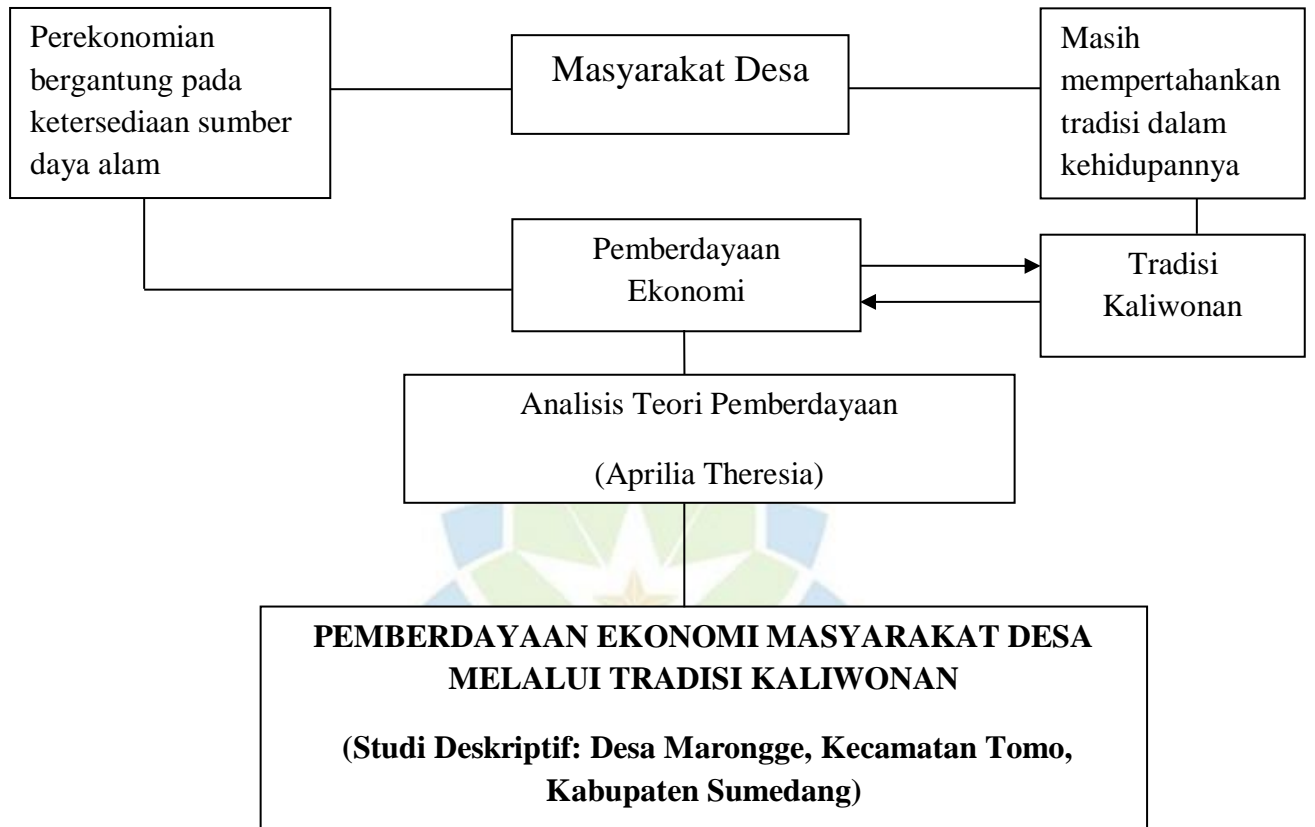 Perekonomian
bergantung pada
ketersediaan sumber
daya alam
Masyarakat Desa
Masih
mempertahankan
tradisi dalam
kehidupannya
Pemberdayaan
Ekonomi
Tradisi
Kaliwonan
Analisis Teori Pemberdayaan
(Aprilia Theresia)
PEMBERDAYAAN EKONOMI MASYARAKAT DESA
MELALUI TRADISI KALIWONAN
(Studi Deskriptif: Desa Marongge, Kecamatan Tomo,
Kabupaten Sumedang)